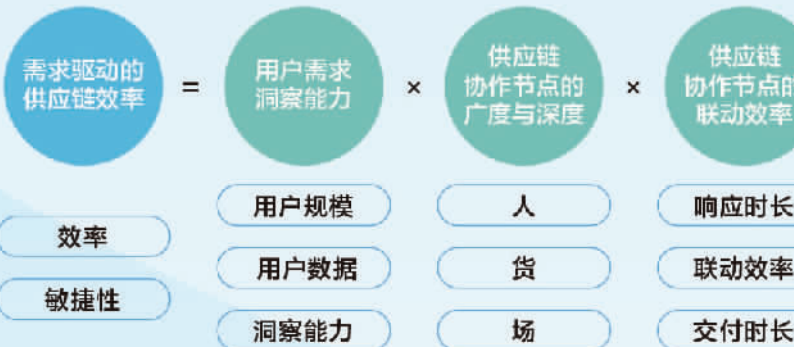 需求驱动的
供应链效率
=
用户需求
洞察能力
×
供应链
协作节点的
广度与深度
×
供应链
协作节点的
联动效率
效率
敏捷性
用户规模
用户数据
洞察能力
人
货
场
响应时长
联动效率
交付时长